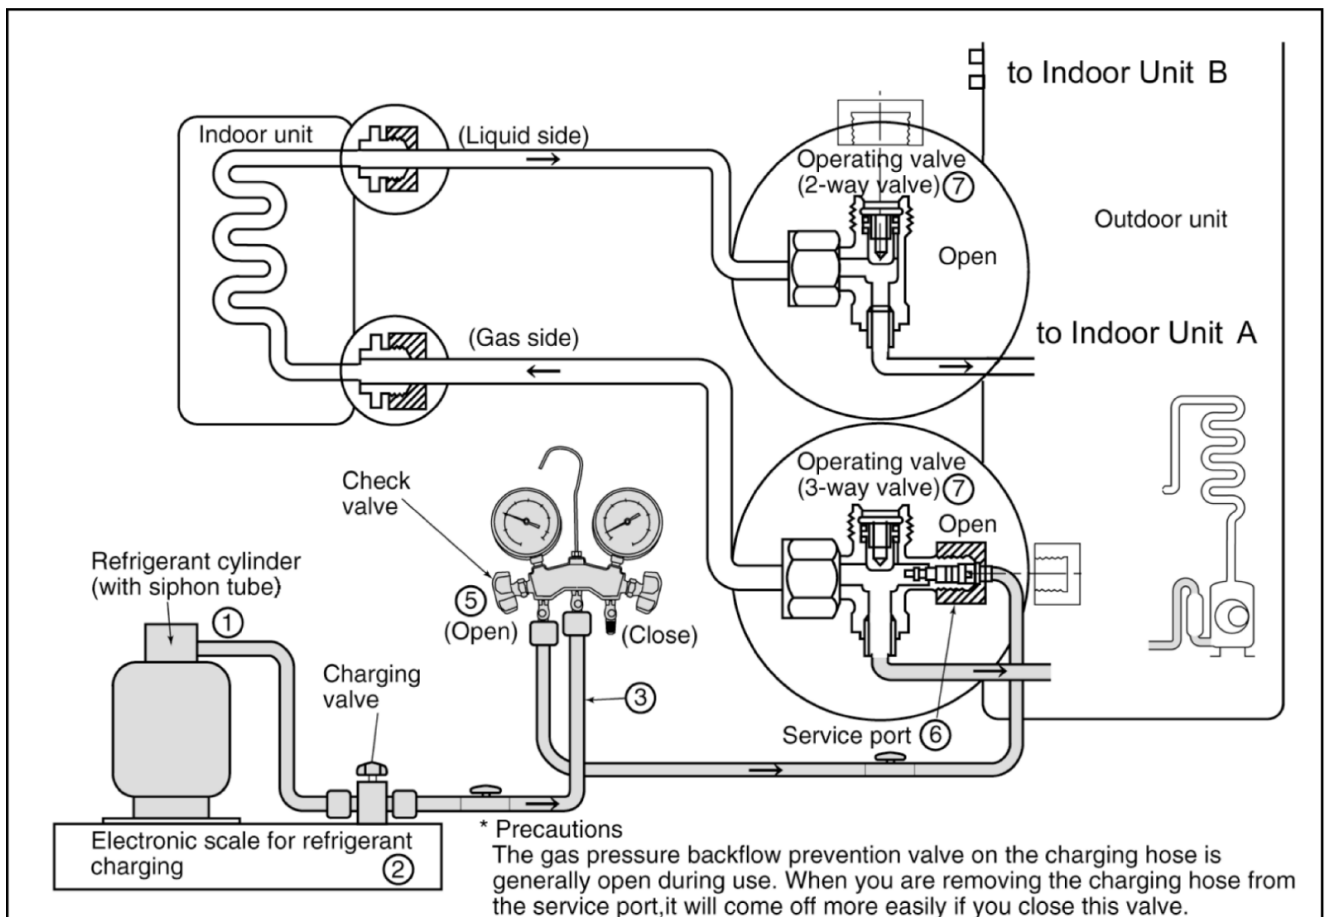 to Indoor Unit B
Indoor unit
(Liquid side)
Operating valve
(2-way valve) ⑦
Outdoor unit
Open
(Gas side)
to Indoor Unit A
Operating valve
(3-way valve) ⑦
Open
Check
valve
Refrigerant cylinder
(with siphon tube)
⑤
(Open)
(Close)
①
Charging
valve
③
Service port ⑥
Electronic scale for refrigerant
charging ②
* Precautions
The gas pressure backflow prevention valve on the charging hose is
generally open during use. When you are removing the charging hose from
the service port,it will come off more easily if you close this valve.